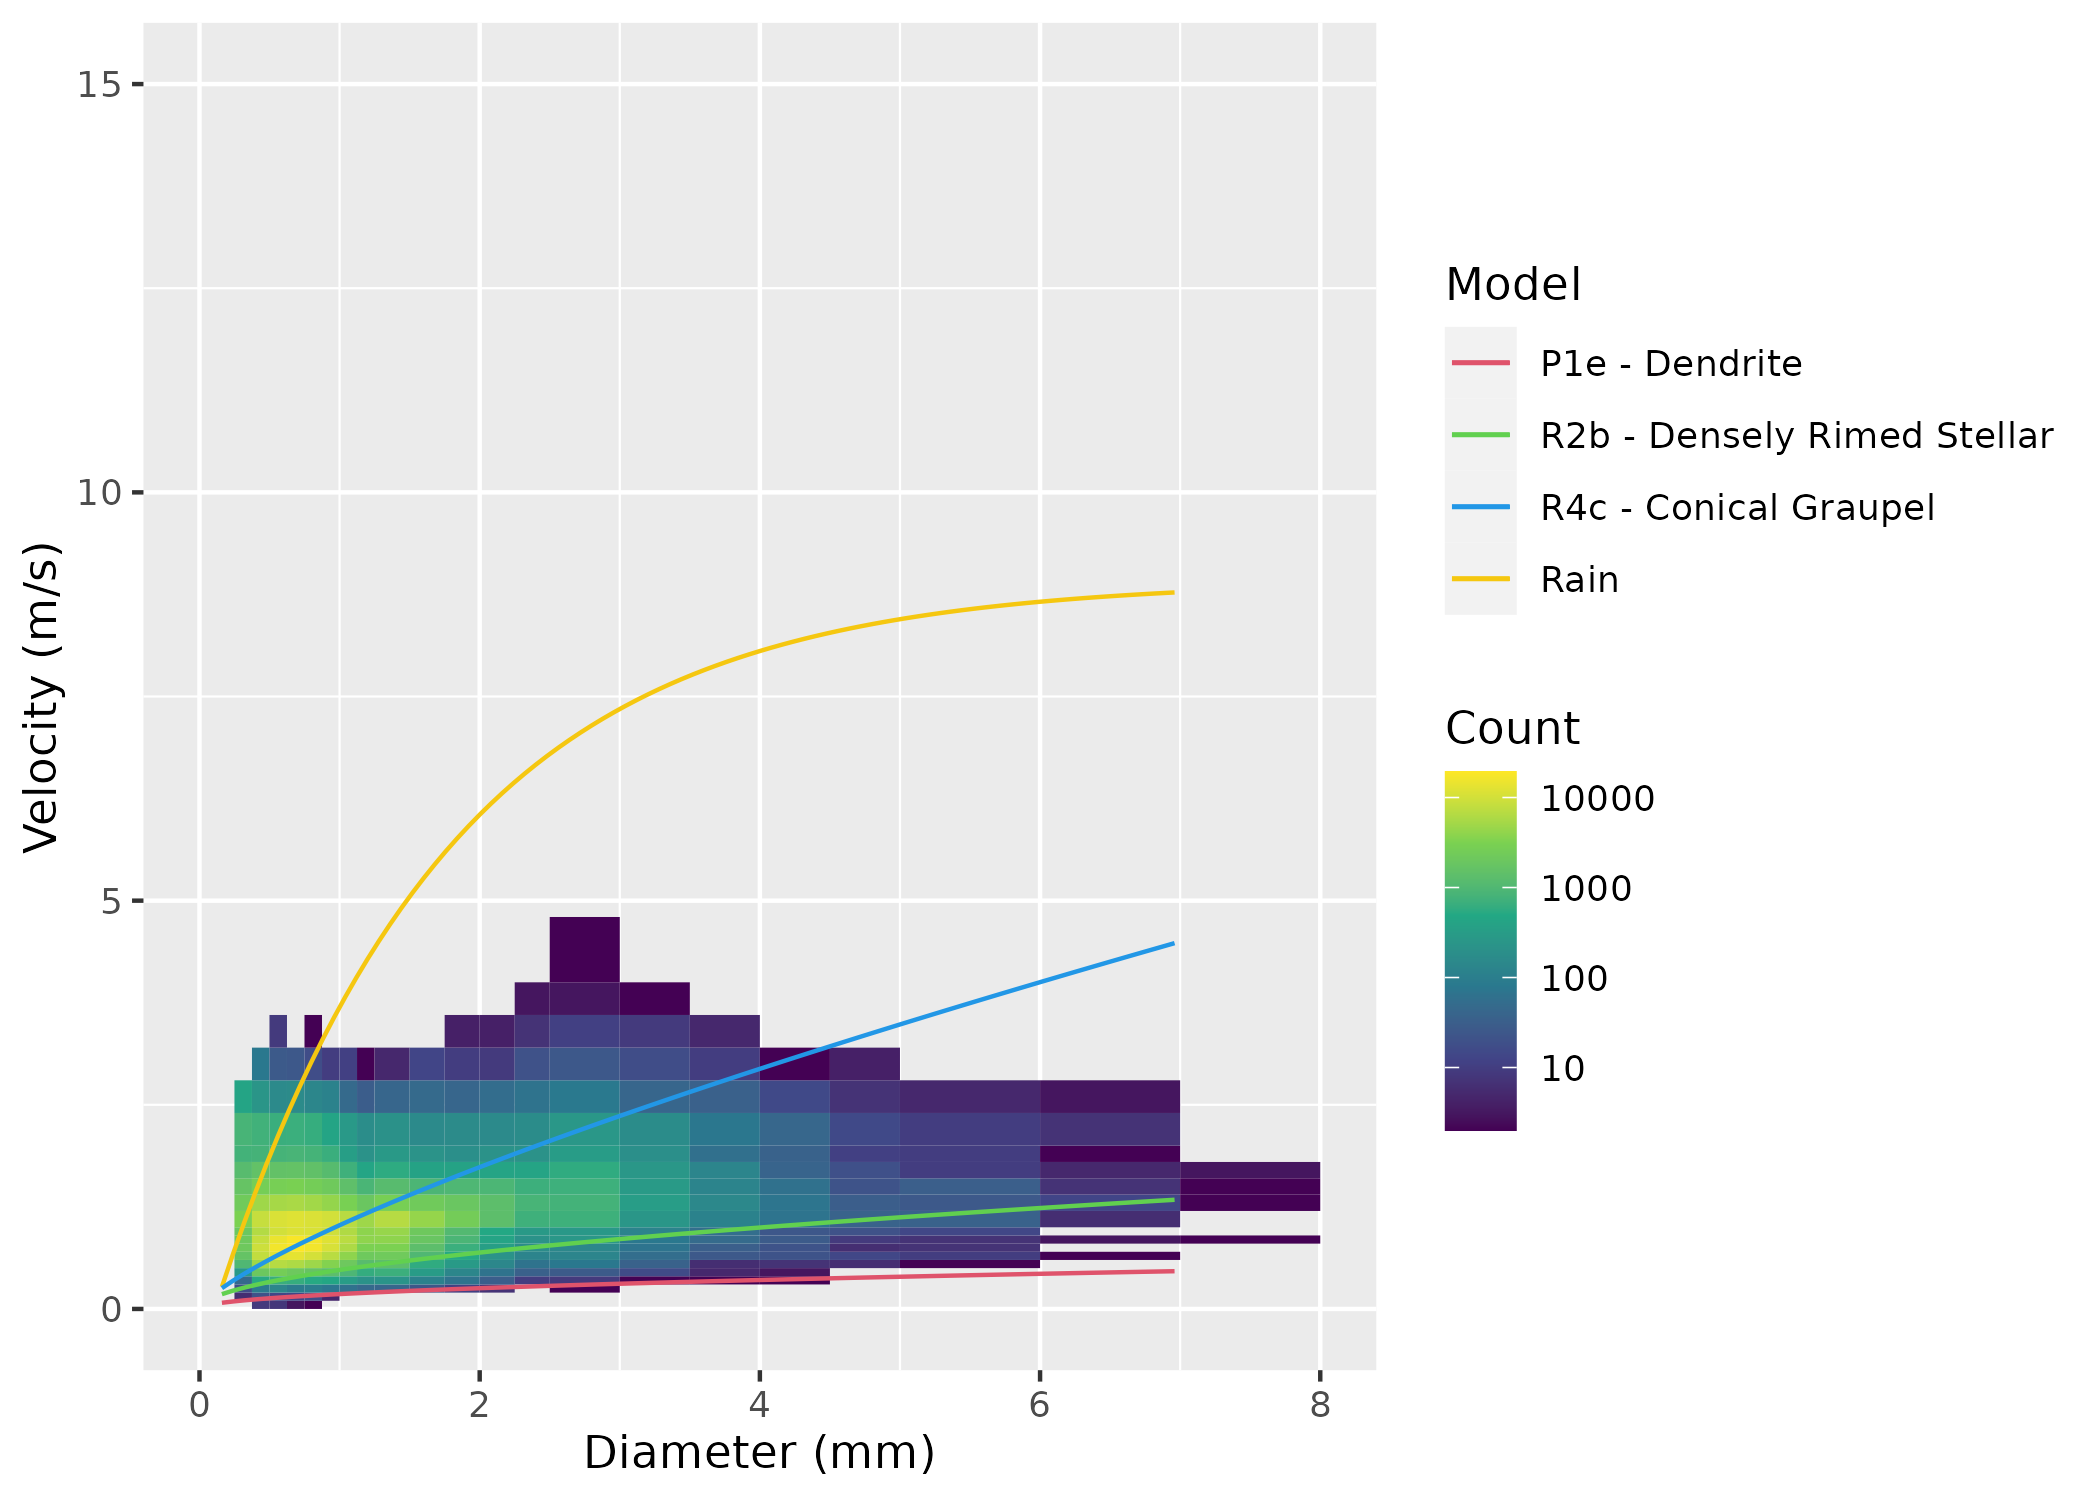 15
10
5
0
0 2 4 6 8
Velocity (m/s)
Diameter (mm)
Model
P1e - Dendrite
R2b - Densely Rimed Stellar
R4c - Conical Graupel
Rain
Count
10000
1000
100
10